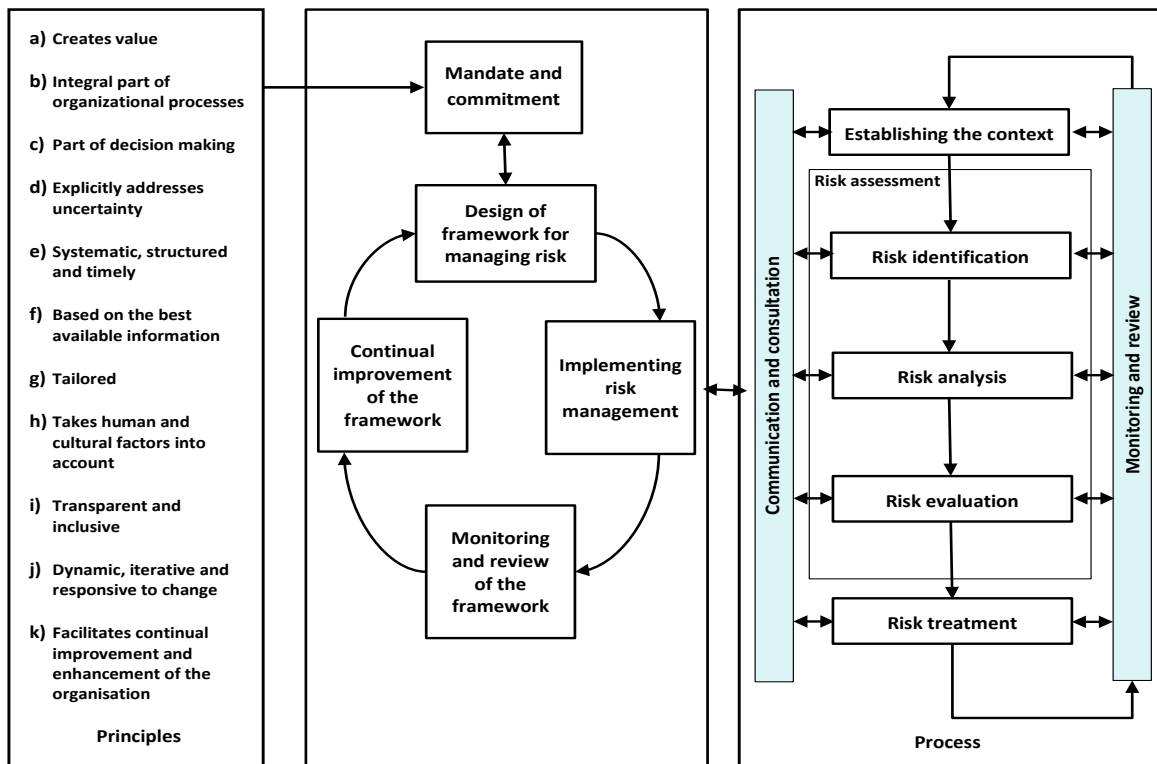 a) Creates value
b) Integral part of
organizational processes
c) Part of decision making
d) Explicitly addresses
uncertainty
e) Systematic, structured
and timely
f) Based on the best
available information
g) Tailored
h) Takes human and
cultural factors into
account
i) Transparent and
inclusive
j) Dynamic, iterative and
responsive to change
k) Facilitates continual
improvement and
enhancement of the
organisation
Principles
Mandate and
commitment
Design of
framework for
managing risk
Implementing
risk
management
Monitoring
and review
of the
framework
Continual
improvement
of the
framework
Communication and consultation
Establishing the context
Risk assessment
Risk identification
Risk analysis
Risk evaluation
Risk treatment
Monitoring and review
Process